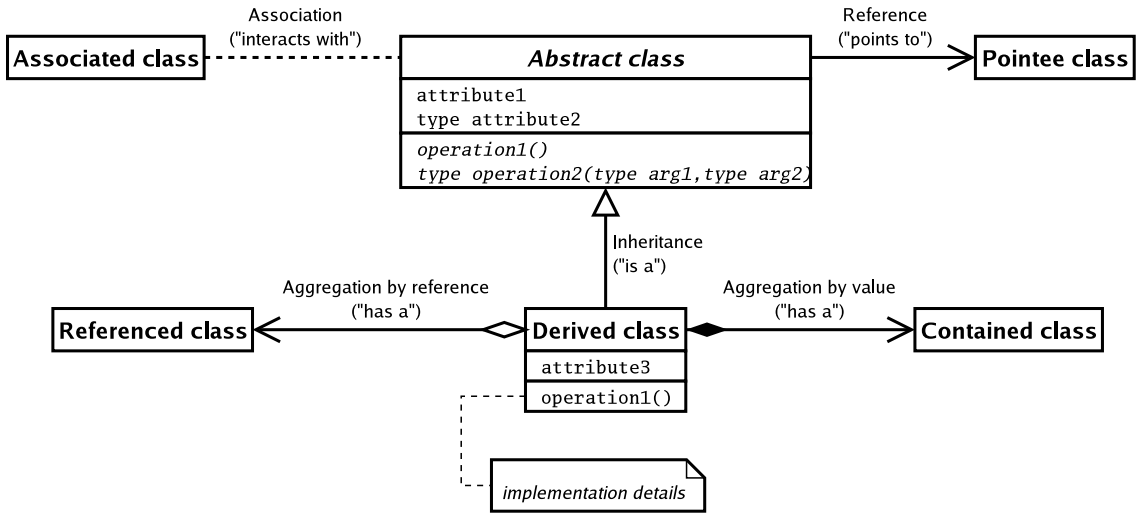 Association
("interacts with")
Reference
("points to")
Associated class
Abstract class
Pointee class
attribute1
type attribute2
operation1()
type operation2(type arg1,type arg2)
Inheritance
("is a")
Aggregation by reference
("has a")
Aggregation by value
("has a")
Referenced class
Derived class
Contained class
attribute3
operation1()
implementation details